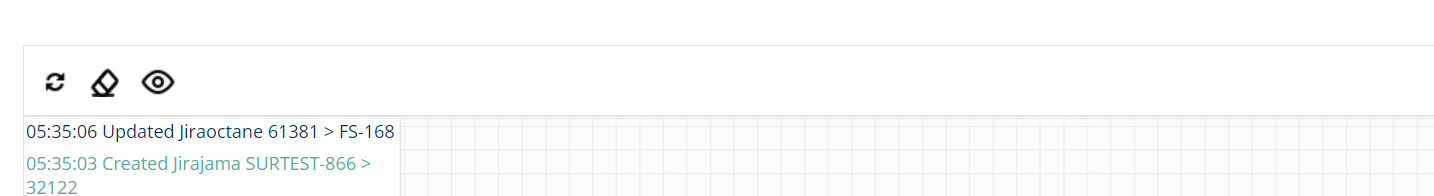 05:35:06 Updated Jiraoctane 61381 > FS-168
05:35:03 Created Jirajama SURTEST-866 >
32122